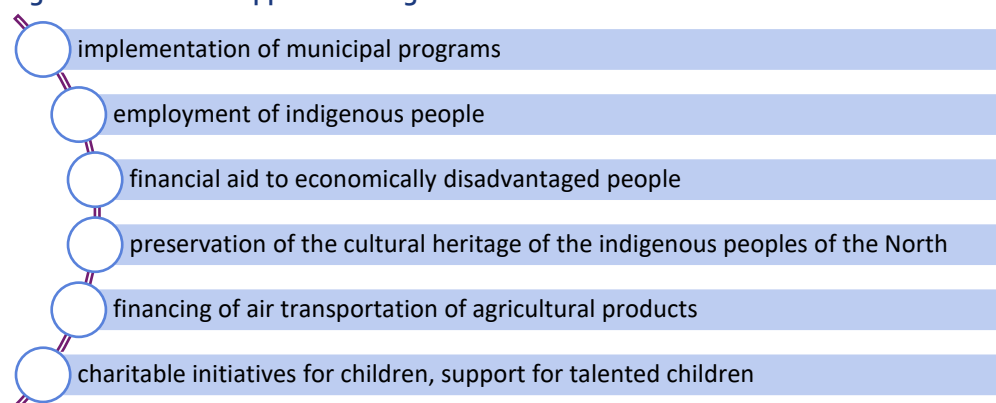 implementation of municipal programs
employment of indigenous people
financial aid to economically disadvantaged people
preservation of the cultural heritage of the indigenous peoples of the North
financing of air transportation of agricultural products
charitable initiatives for children, support for talented children